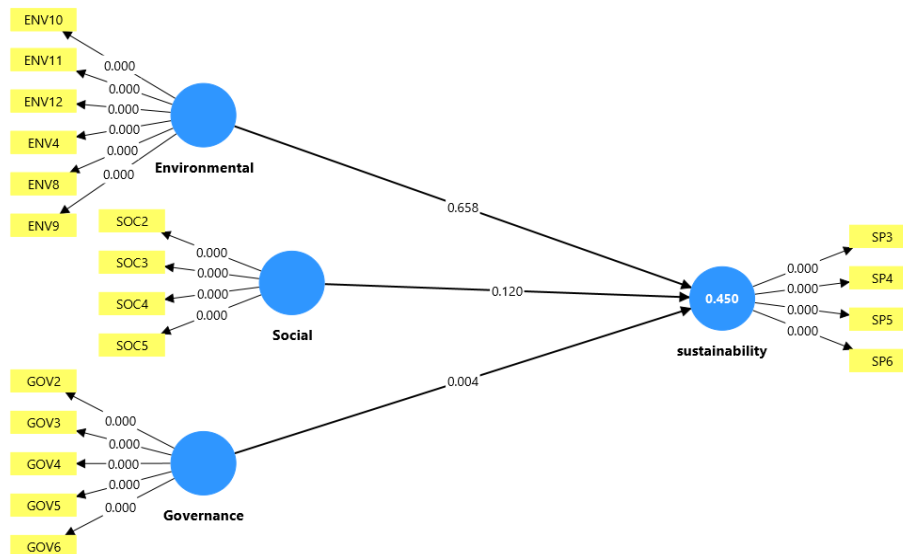 ENV10
ENV11
ENV12
ENV4
ENV8
ENV9
0.000
0.000
0.000
0.000
0.000
0.000
Environmental
0.658
SOC2
SOC3
SOC4
SOC5
0.000
0.000
0.000
0.000
Social
0.120
GOV2
GOV3
GOV4
GOV5
GOV6
0.000
0.000
0.000
0.000
0.000
Governance
0.004
0.450
sustainability
0.000
0.000
0.000
0.000
SP3
SP4
SP5
SP6